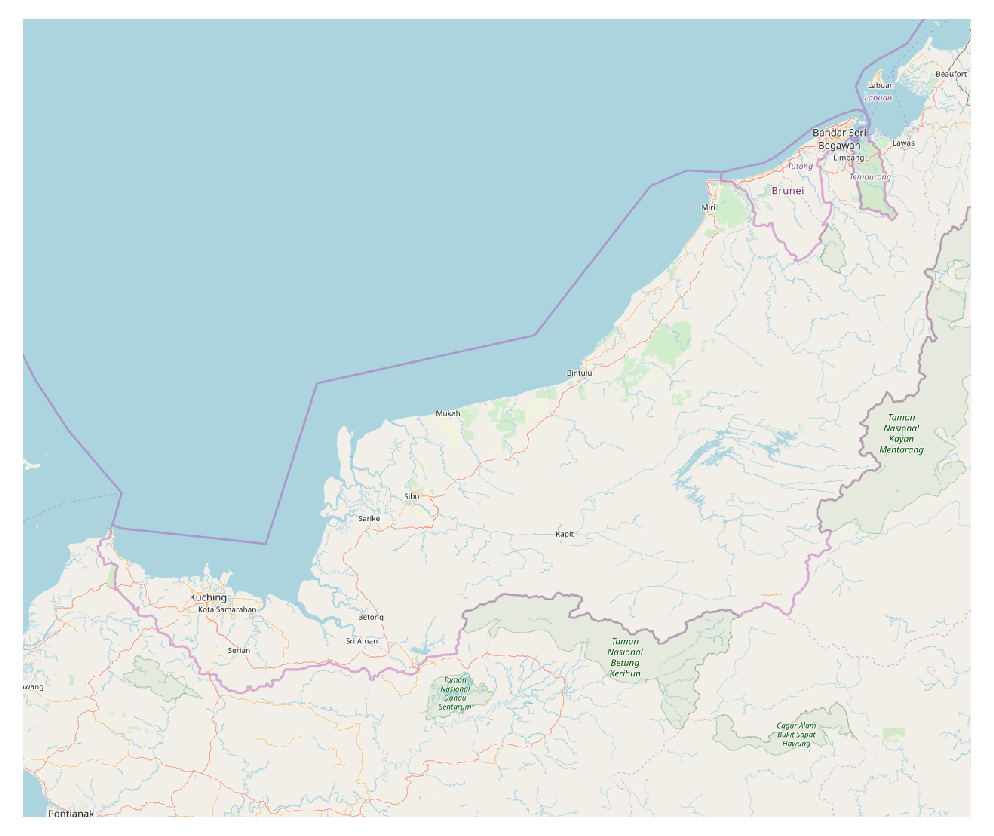 Beaufort
Labuan
Labuan
Bandar Seri
Begawan
Lawas
Limbang
Tutong
Temburong
Brunei
Miri
Bintulu
Mukah
Taman
Nasional
Kayan
Mentarang
Sibu
Sarike
Kapit
Kuching
Kota Samarahan
Betong
Sri Aman
Serian
Taman
Nasional
Betung
Kerihun
Taman
Nasional
Danau
Sentarum
wang
Cagar Alam
Bukit Sapat
Hawung
Pontianak